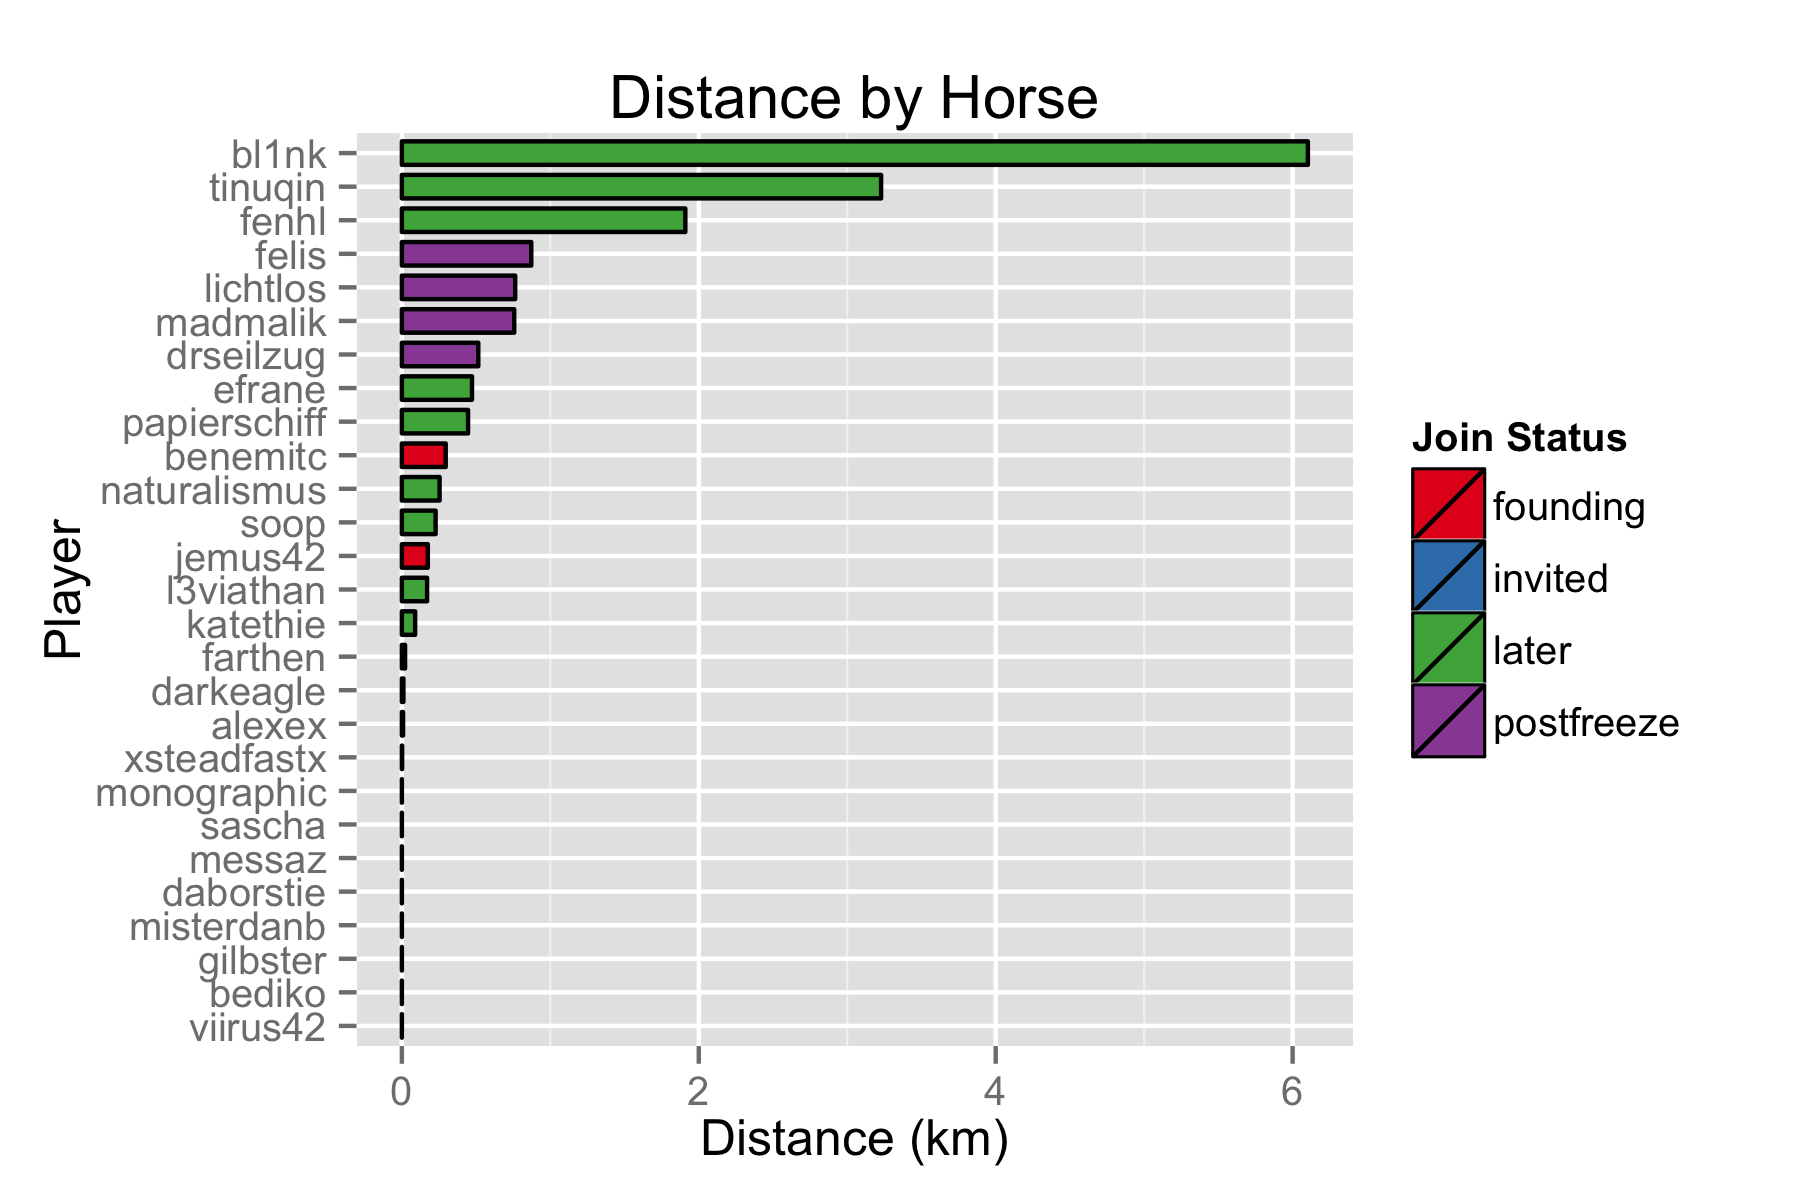 Distance by Horse
bl1nk
tinuqin
fenhl
felis
lichtlos
madmalik
drseilzug
efrane
papierschiff
benemitc
naturalismus
soop
jemus42
l3viathan
katethie
farthen
darkeagle
alexex
xsteadfastx
monographic
sascha
messaz
daborstie
misterdanb
gilbster
bediko
viirus42
Player
0 2 4 6
Distance (km)
Join Status
founding
invited
later
postfreeze